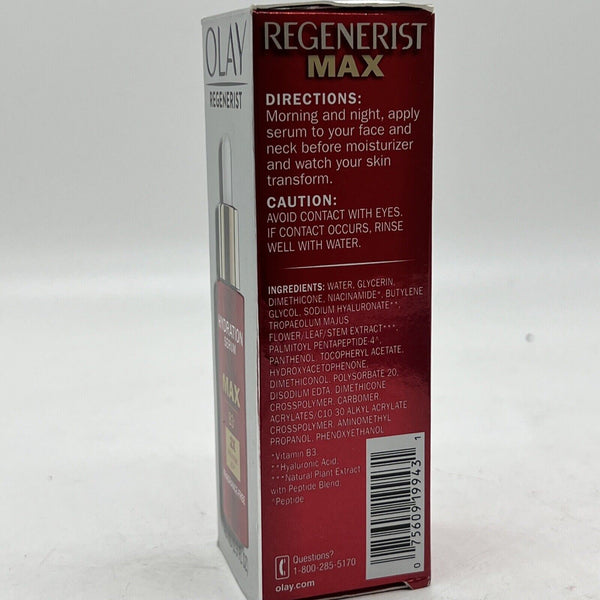 OLAY
REGENERIST
HYDRATION
SERUM
MAX
B3
FRAGRANCE FREE
REGENERIST
MAX
DIRECTIONS:
Morning and night, apply
serum to your face and
neck before moisturizer
and watch your skin
transform.
CAUTION:
AVOID CONTACT WITH EYES.
IF CONTACT OCCURS, RINSE
WELL WITH WATER.
INGREDIENTS: WATER, GLYCERIN,
DIMETHICONE, NIACINAMIDE*, BUTYLENE
GLYCOL, SODIUM HYALURONATE**,
TROPAEOLUM MAJUS
FLOWER/LEAF/STEM EXTRACT***,
PALMITOYL PENTAPEPTIDE-4^,
PANTHENOL, TOCOPHERYL ACETATE,
HYDROXYACETOPHENONE,
DIMETHICONOL, POLYSORBATE 20,
DISODIUM EDTA, DIMETHICONE
CROSSPOLYMER, CARBOMER,
ACRYLATES/C10 30 ALKYL ACRYLATE
CROSSPOLYMER, AMINOMETHYL
PROPANOL, PHENOXYETHANOL
*Vitamin B3.
**Hyaluronic Acid.
***Natural Plant Extract
with Peptide Blend.
^Peptide
0 75609 19943 1
Questions?
1-800-285-5170
olay.com